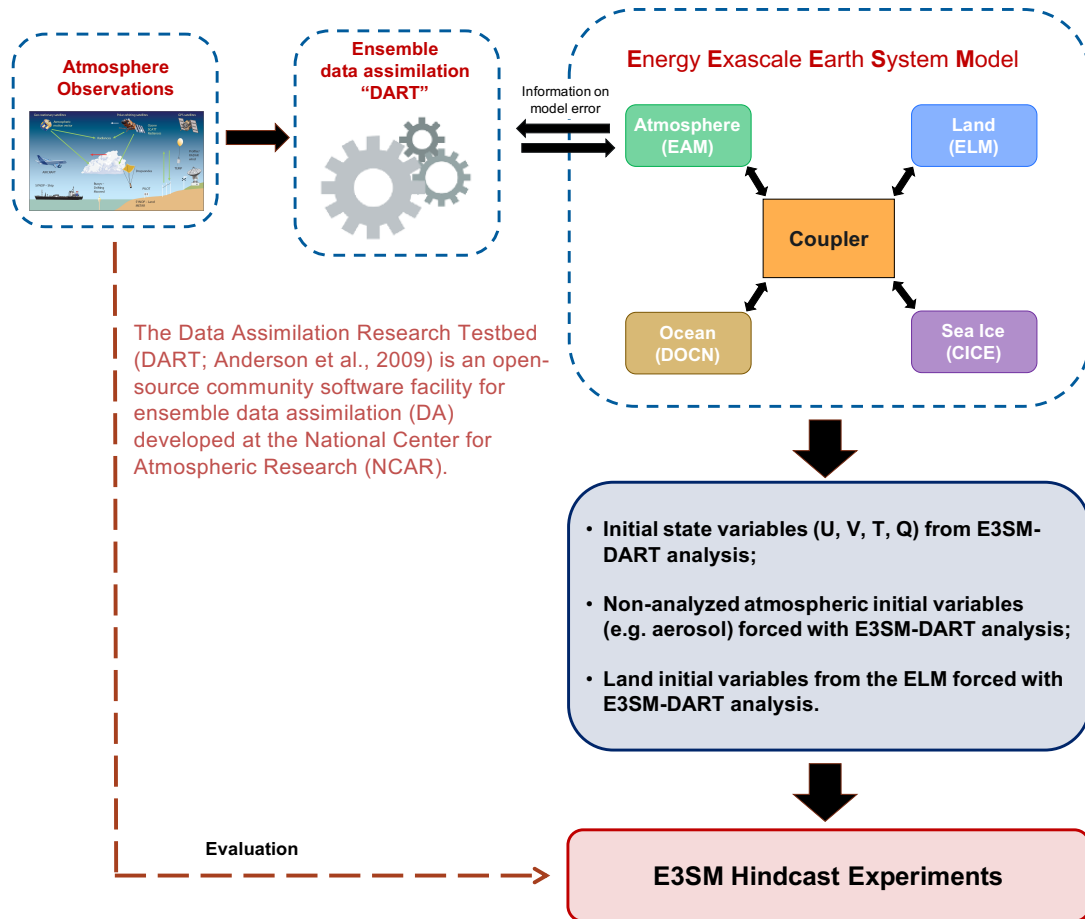 Atmosphere
Observations
Ensemble
data assimilation
“DART”
Information on
model error
Energy Exascale Earth System Model
Atmosphere
(EAM)
Land
(ELM)
Coupler
Ocean
(DOCN)
Sea Ice
(CICE)
The Data Assimilation Research Testbed
(DART; Anderson et al., 2009) is an open-
source community software facility for
ensemble data assimilation (DA)
developed at the National Center for
Atmospheric Research (NCAR).
• Initial state variables (U, V, T, Q) from E3SM-
DART analysis;
• Non-analyzed atmospheric initial variables
(e.g. aerosol) forced with E3SM-DART analysis;
• Land initial variables from the ELM forced with
E3SM-DART analysis.
Evaluation
E3SM Hindcast Experiments